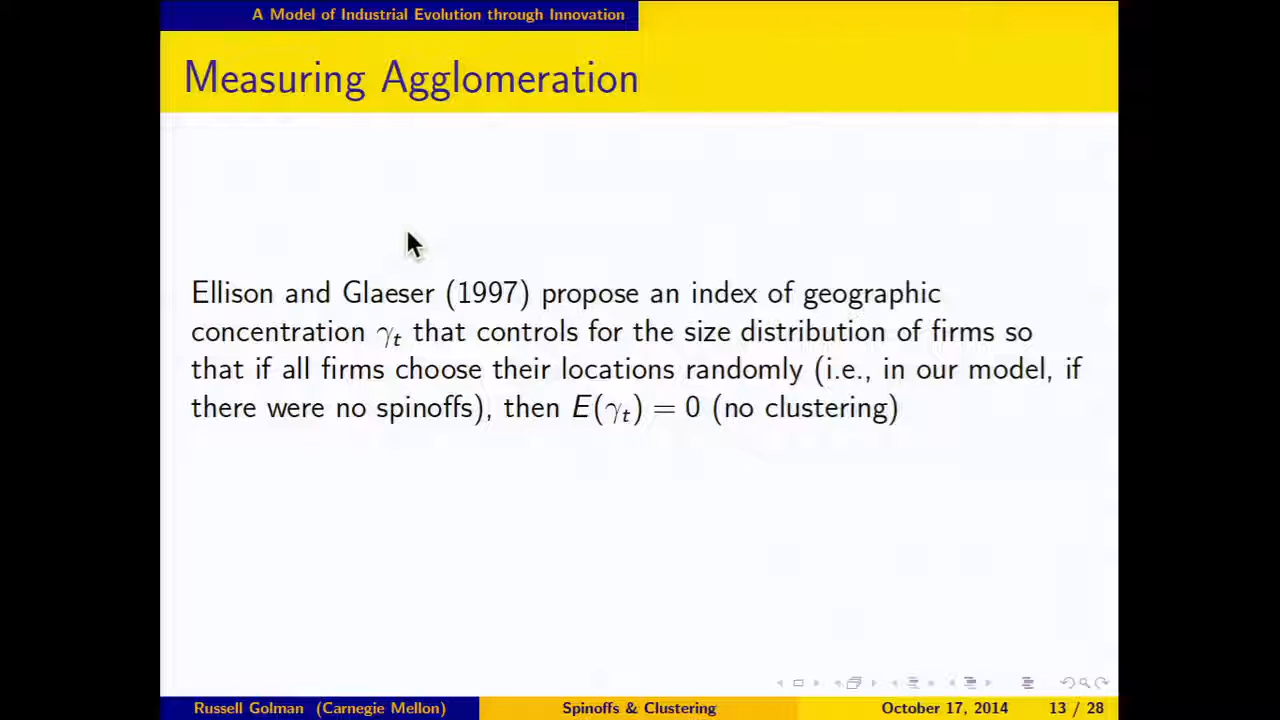 A Model of Industrial Evolution through Innovation
Measuring Agglomeration
Ellison and Glaeser (1997) propose an index of geographic
concentration γₜ that controls for the size distribution of firms so
that if all firms choose their locations randomly (i.e., in our model, if
there were no spinoffs), then E(γₜ) = 0 (no clustering)
Russell Golman (Carnegie Mellon) Spinoffs & Clustering October 17, 2014 13 / 28